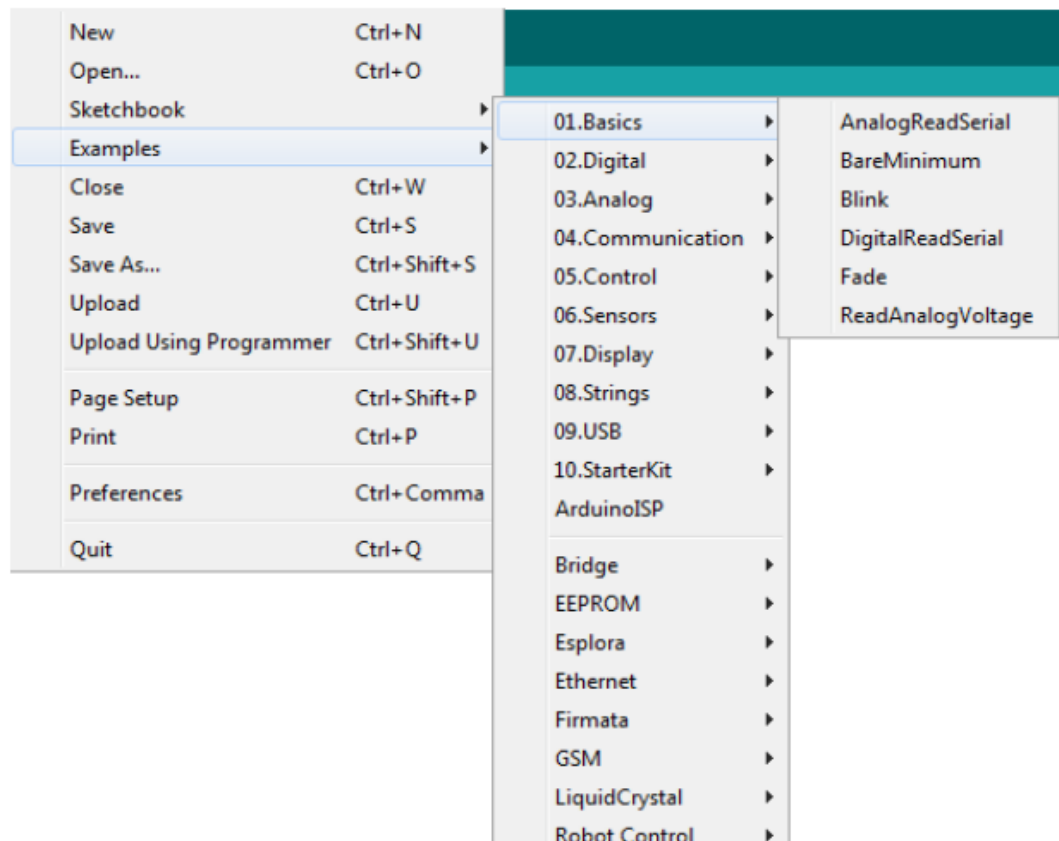 New Ctrl+N
Open... Ctrl+O
Sketchbook
Examples
Close Ctrl+W
Save Ctrl+S
Save As... Ctrl+Shift+S
Upload Ctrl+U
Upload Using Programmer Ctrl+Shift+U
Page Setup Ctrl+Shift+P
Print Ctrl+P
Preferences Ctrl+Comma
Quit Ctrl+Q
01.Basics
02.Digital
03.Analog
04.Communication
05.Control
06.Sensors
07.Display
08.Strings
09.USB
10.StarterKit
ArduinoISP
Bridge
EEPROM
Esplora
Ethernet
Firmata
GSM
LiquidCrystal
Robot Control
AnalogReadSerial
BareMinimum
Blink
DigitalReadSerial
Fade
ReadAnalogVoltage